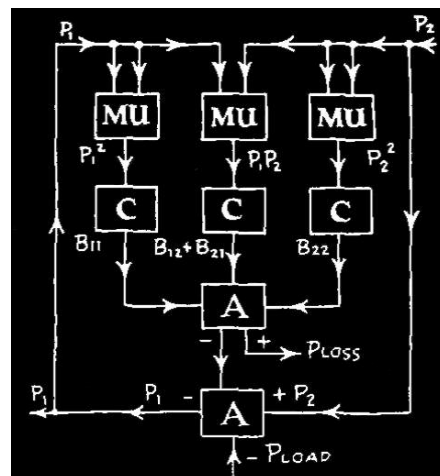 P₁ P₂
MU MU MU
P₁² P₁P₂ P₂²
C C C
B₁₁ B₁₂+B₂₁ B₂₂
A
- +
PLOSS
P₁ P₁ - A + P₂
- PLOAD